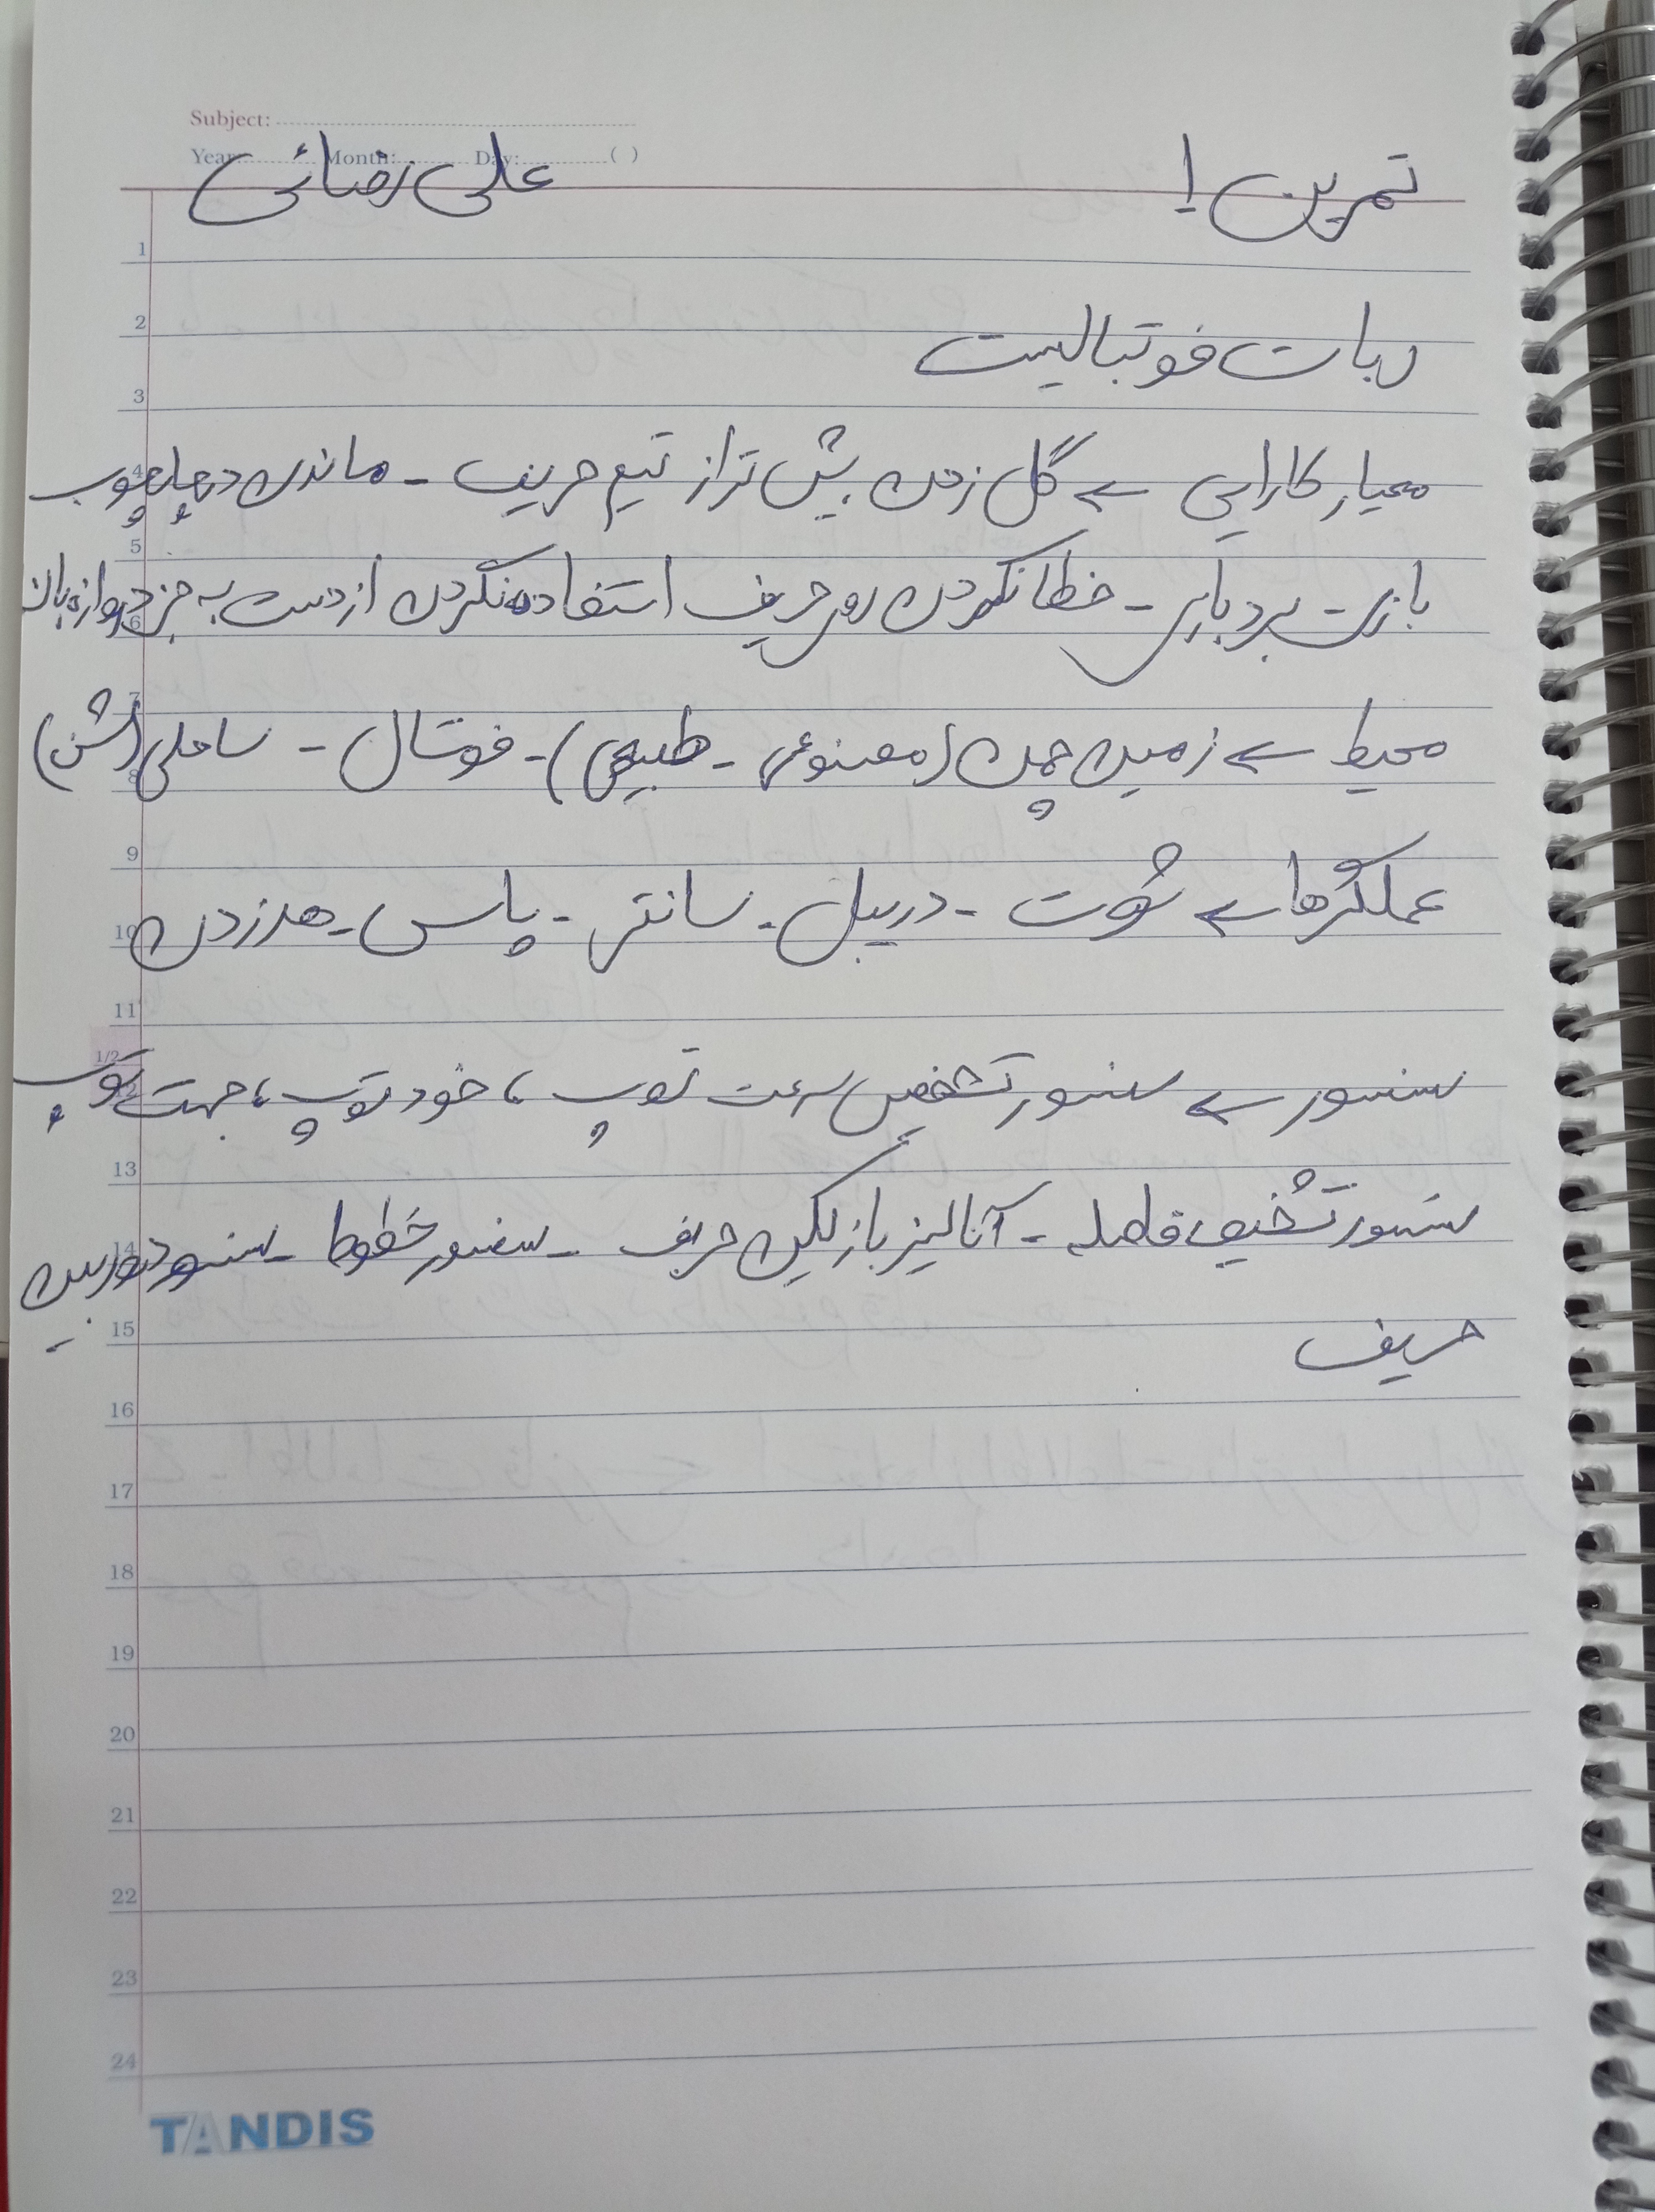 Subject:
Year: Month: Day: ( )
تمرین ۱ علی رضائی
ربات فوتبالیست
معیار کارایی ← گل زدن بیش تر از تیم حریف - ماندن در چارچوب
بازی - برد بازی - خطا نکردن روی حریف استفاده نکردن از دست به جز دروازه بان
محیط ← زمین چمن (مصنوعی - طبیعی) - فوتسال - ساحلی (شن)
عملگرها ← شوت - دریبل - سانتر - پاس - هد زدن
سنسور ← سنسور تشخیص سرعت توپ ، خود توپ ، جهت توپ
سنسور تشخیص فاصله - آنالیز بازیکن حریف - سنسور خطوط - سنسور دوربین
حریف
1
2
3
4
5
6
7
8
9
10
11
1/2
12
13
14
15
16
17
18
19
20
21
22
23
24
TANDIS